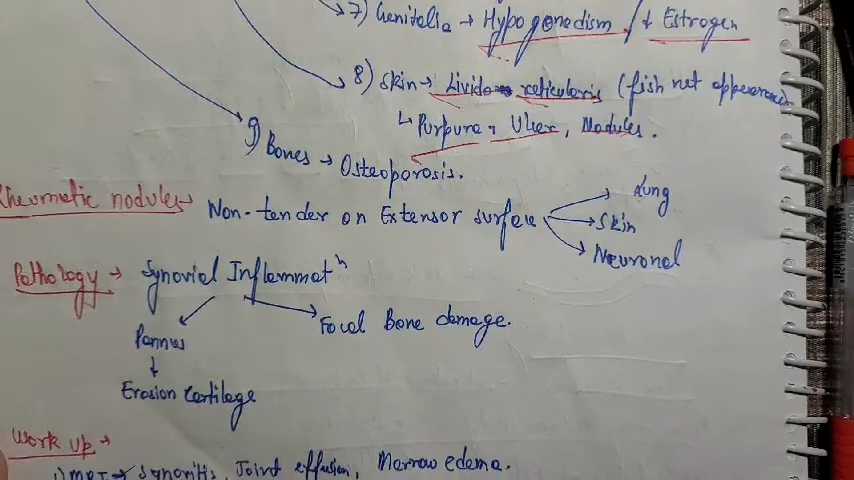 7) Genitalia → Hypogonedism / ↓ Estrogen
8) Skin → Livido reticularis (fish net appearance
↳ Purpura, Ulcer, Nodules.
9) Bones → Osteoporosis.
Rheumatic nodules → Non-tender on Extensor surface → Lung
→ Skin
→ Neuronal
Pathology → Synovial Inflammatⁿ
Pannus
→ Focal Bone damage.
↓
Erosion cartilage
Work up →
1) MRI → Synovitis, Joint effusion, Marrow edema.